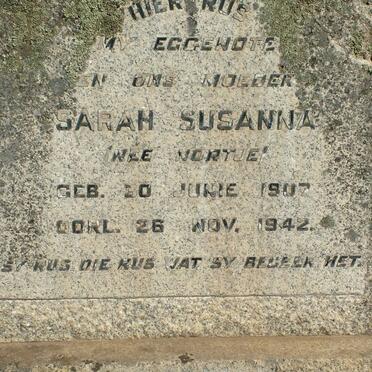 HIER RUS
MY EGGENOTE
EN ONS MOEDER
SARAH SUSANNA
(NEE VORTJE)
GEB. 20 JUNIE 1907
OORL. 26 NOV. 1942.
SY RUS DIE RUS WAT SY BEGEER HET.